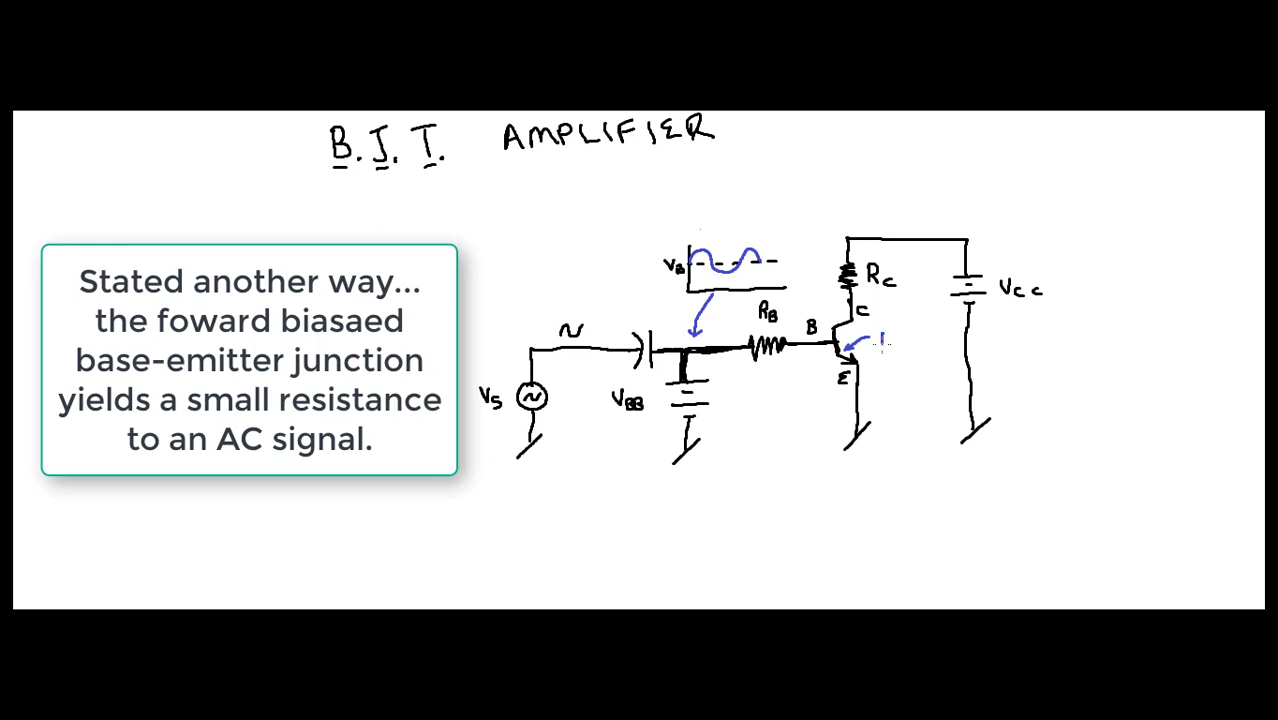 B.J.T. AMPLIFIER
Stated another way...
the foward biasaed
base-emitter junction
yields a small resistance
to an AC signal.
VB
RC
VCC
C
RB
B
E
VS
VBB